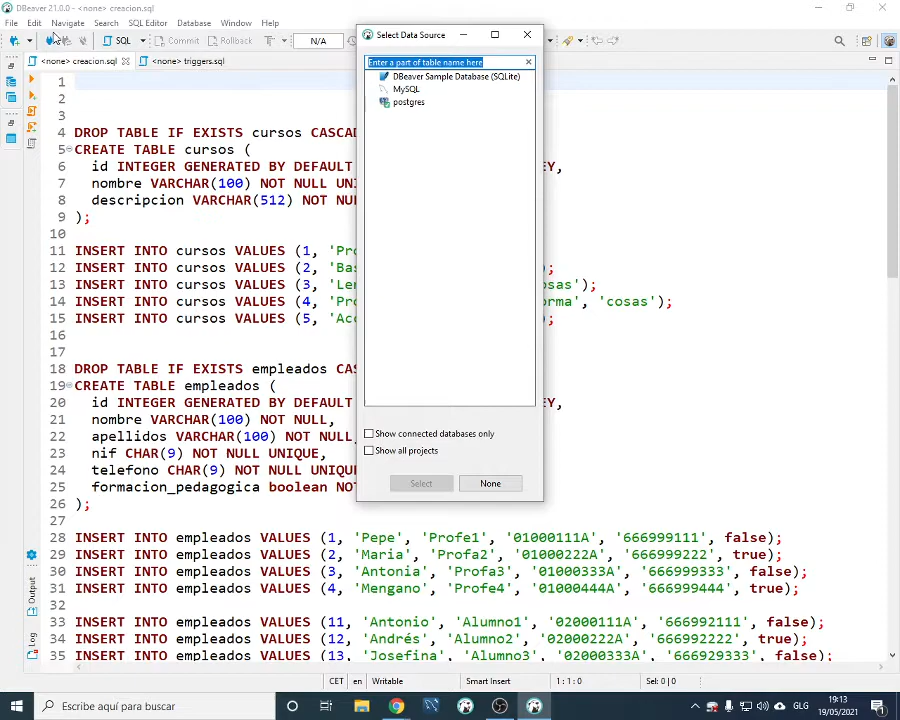 DBeaver 21.0.0 - <none> creacion.sql
File Edit Navigate Search SQL Editor Database Window Help
SQL Commit Rollback T N/A
<none> creacion.sql <none> triggers.sql
1
2
3
4 DROP TABLE IF EXISTS cursos CASCAD
5 CREATE TABLE cursos (
6 id INTEGER GENERATED BY DEFAULT EY,
7 nombre VARCHAR(100) NOT NULL UNI
8 descripcion VARCHAR(512) NOT NUL
9 );
10
11 INSERT INTO cursos VALUES (1, 'Pr
12 INSERT INTO cursos VALUES (2, 'Bas ;
13 INSERT INTO cursos VALUES (3, 'Len osas');
14 INSERT INTO cursos VALUES (4, 'Pro orma', 'cosas');
15 INSERT INTO cursos VALUES (5, 'Acc ;
16
17
18 DROP TABLE IF EXISTS empleados CAS
19 CREATE TABLE empleados (
20 id INTEGER GENERATED BY DEFAULT EY,
21 nombre VARCHAR(100) NOT NULL,
22 apellidos VARCHAR(100) NOT NULL,
23 nif CHAR(9) NOT NULL UNIQUE,
24 telefono CHAR(9) NOT NULL UNIQUE
25 formacion_pedagogica boolean NOT
26 );
27
28 INSERT INTO empleados VALUES (1, 'Pepe', 'Profe1', '01000111A', '666999111', false);
29 INSERT INTO empleados VALUES (2, 'Maria', 'Profa2', '01000222A', '666999222', true);
30 INSERT INTO empleados VALUES (3, 'Antonia', 'Profa3', '01000333A', '666999333', false);
31 INSERT INTO empleados VALUES (4, 'Mengano', 'Profe4', '01000444A', '666999444', true);
32
33 INSERT INTO empleados VALUES (11, 'Antonio', 'Alumno1', '02000111A', '666992111', false);
34 INSERT INTO empleados VALUES (12, 'Andrés', 'Alumno2', '02000222A', '666992222', true);
35 INSERT INTO empleados VALUES (13, 'Josefina', 'Alumno3', '02000333A', '666929333', false);
Select Data Source
Enter a part of table name here
DBeaver Sample Database (SQLite)
MySQL
postgres
Show connected databases only
Show all projects
Select None
Output
Log
CET en Writable Smart Insert 1 : 1 : 0 Sel: 0 | 0
Escribe aquí para buscar
GLG
19:13
19/05/2021
1